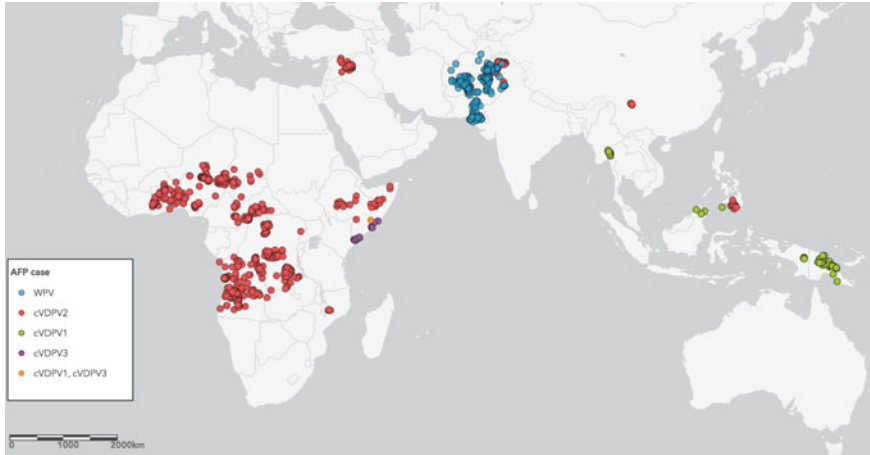 AFP case
WPV
cVDPV2
cVDPV1
cVDPV3
cVDPV1, cVDPV3
0 1000 2000km